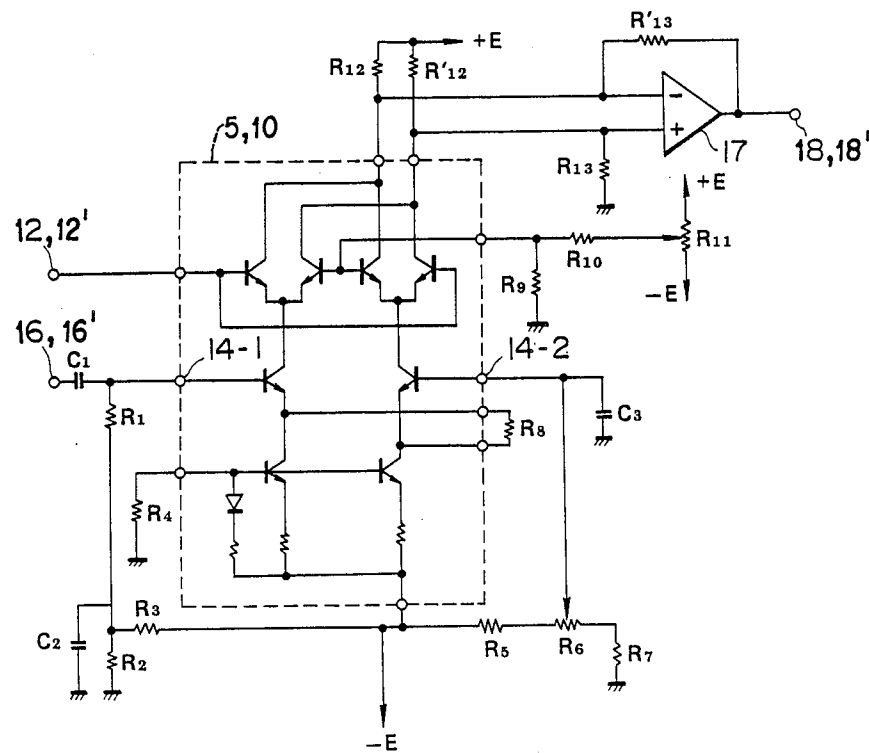 R'13
+E
R12
R'12
5,10
17
18,18'
R13
+E
12,12'
R11
R10
R9
−E
16,16'
14-1
14-2
C1
R1
C3
R8
R4
R3
C2
R2
R5
R6
R7
−E
−
+